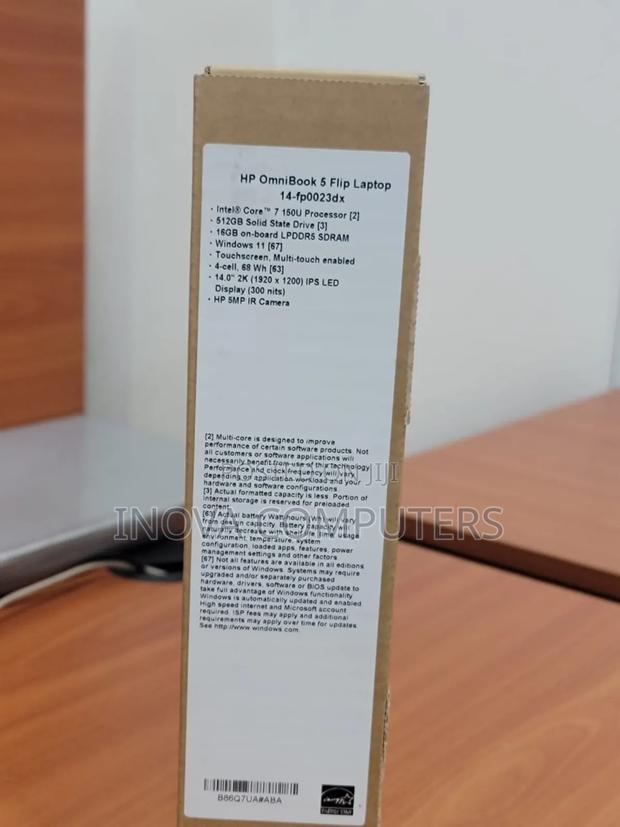 HP OmniBook 5 Flip Laptop
14-fp0023dx
· Intel® Core™ 7 150U Processor [2]
· 512GB Solid State Drive [3]
· 16GB on-board LPDDR5 SDRAM
· Windows 11 [67]
· Touchscreen, Multi-touch enabled
· 4-cell, 68 Wh [63]
· 14.0" 2K (1920 x 1200) IPS LED
Display (300 nits)
· HP 5MP IR Camera
[2] Multi-core is designed to improve
performance of certain software products. Not
all customers or software applications will
necessarily benefit from use of this technology
Performance and clock frequency will vary
depending on application workload and your
hardware and software configurations
[3] Actual formatted capacity is less. Portion of
internal storage is reserved for preloaded
content.
[63] Actual battery Watt-hours (Wh) will vary
from design capacity. Battery capacity will
naturally decrease with shelf life, time, usage
environment, temperature, system
configuration, loaded apps, features, power
management settings and other factors
[67] Not all features are available in all editions
or versions of Windows. Systems may require
upgraded and/or separately purchased
hardware, drivers, software or BIOS update to
take full advantage of Windows functionality
Windows is automatically updated and enabled
High speed internet and Microsoft account
required. ISP fees may apply and additional
requirements may apply over time for updates.
See http://www.windows.com
INOVA COMPUTERS
B86Q7UA#ABA
ENERGY STAR